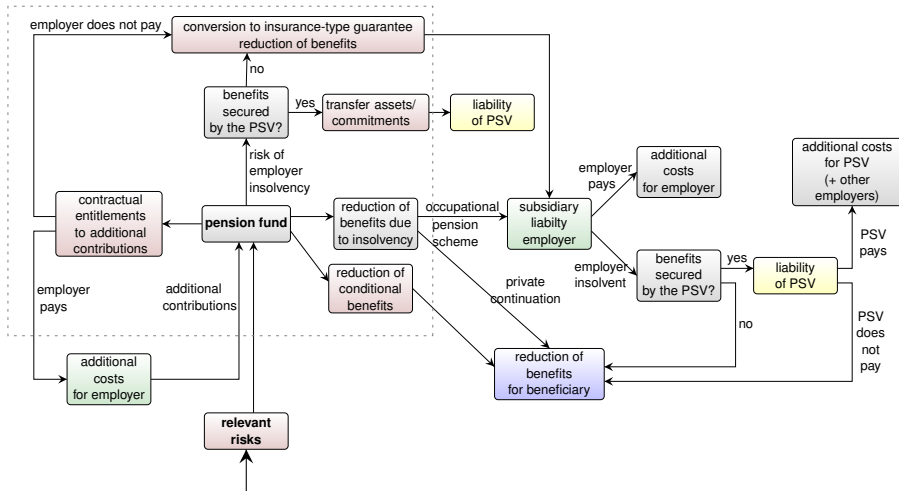 employer does not pay
conversion to insurance-type guarantee
reduction of benefits
no
benefits
secured
by the PSV?
yes
transfer assets/
commitments
liability
of PSV
risk of
employer
insolvency
contractual
entitlements
to additional
contributions
pension fund
reduction of
benefits due
to insolvency
occupational
pension
scheme
subsidiary
liabilty
employer
employer
pays
additional
costs
for employer
additional costs
for PSV
(+ other
employers)
employer
insolvent
benefits
secured
by the PSV?
yes
liability
of PSV
PSV
pays
reduction of
conditional
benefits
private
continuation
no
PSV
does
not
pay
employer
pays
additional
contributions
additional
costs
for employer
reduction of
benefits
for beneficiary
relevant
risks